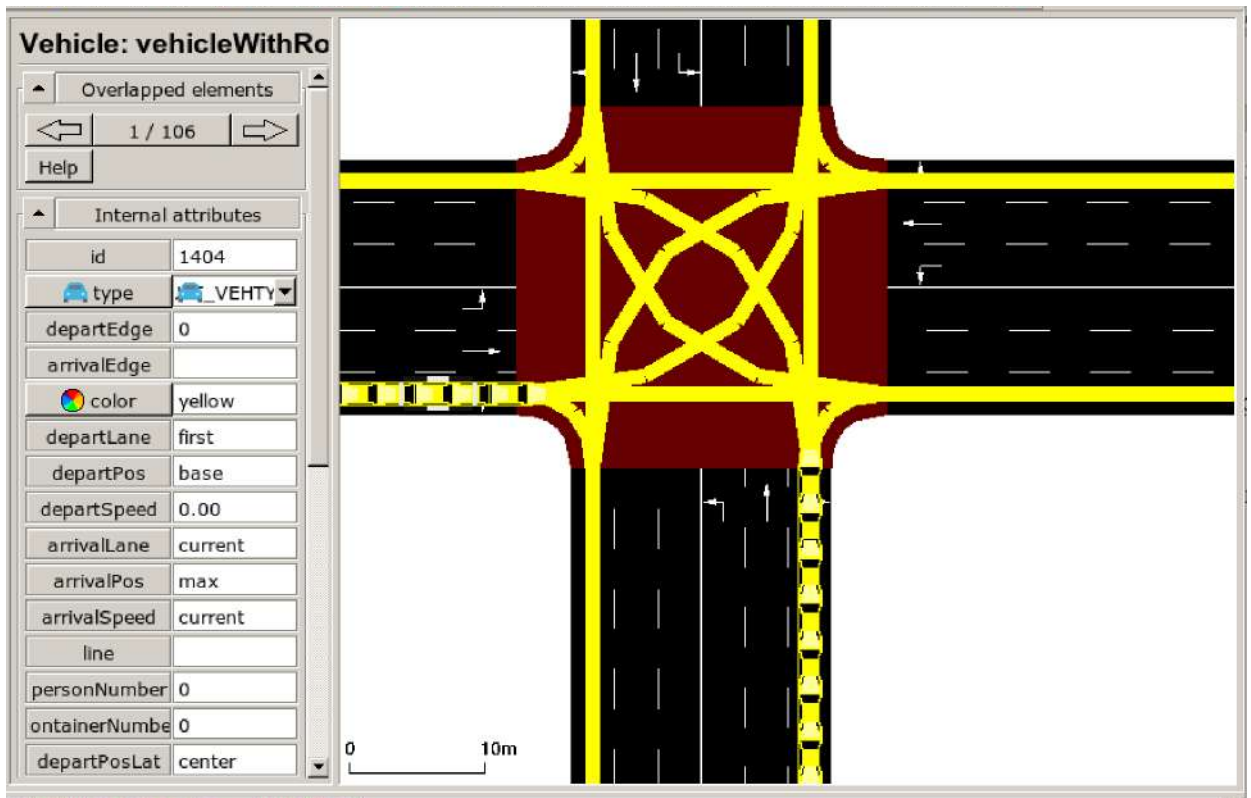 Vehicle: vehicleWithRo
Overlapped elements
1 / 106
Help
Internal attributes
id 1404
type _VEHTY
departEdge 0
arrivalEdge
color yellow
departLane first
departPos base
departSpeed 0.00
arrivalLane current
arrivalPos max
arrivalSpeed current
line
personNumber 0
ontainerNumbe 0
departPosLat center
0 10m